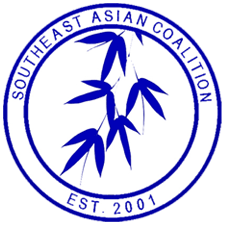 SOUTHEAST ASIAN COALITION
EST. 2001